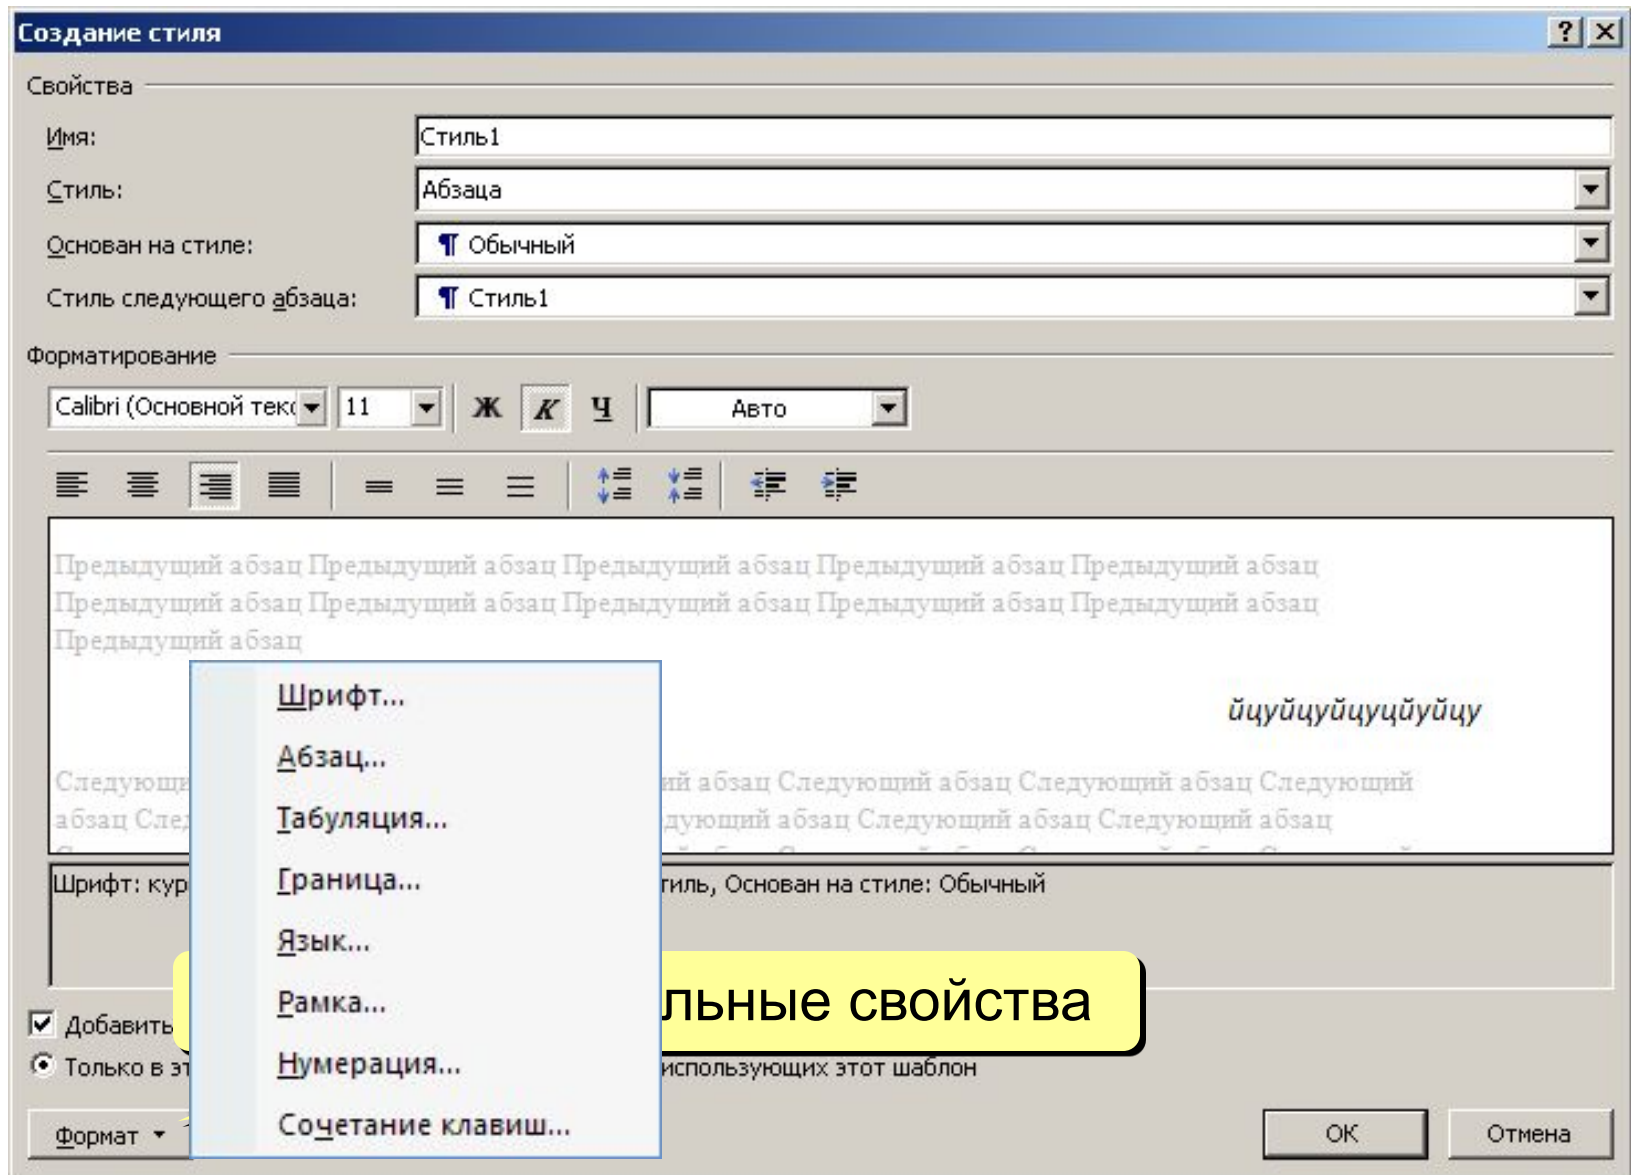 Создание стиля
Свойства
Имя:
Стиль1
Стиль:
Абзаца
Основан на стиле:
¶ Обычный
Стиль следующего абзаца:
¶ Стиль1
Форматирование
Calibri (Основной тек
11
Ж К Ч
Авто
Предыдущий абзац Предыдущий абзац Предыдущий абзац Предыдущий абзац Предыдущий абзац
Предыдущий абзац Предыдущий абзац Предыдущий абзац Предыдущий абзац Предыдущий абзац
Предыдущий абзац
йцуйцуйцуцйуйцу
Следующи
ий абзац Следующий абзац Следующий абзац Следующий
абзац Сле
дующий абзац Следующий абзац Следующий абзац
Шрифт: кур
тиль, Основан на стиле: Обычный
льные свойства
Добавить
Только в эт
использующих этот шаблон
Шрифт...
Абзац...
Табуляция...
Граница...
Язык...
Рамка...
Нумерация...
Сочетание клавиш...
Формат
ОК
Отмена